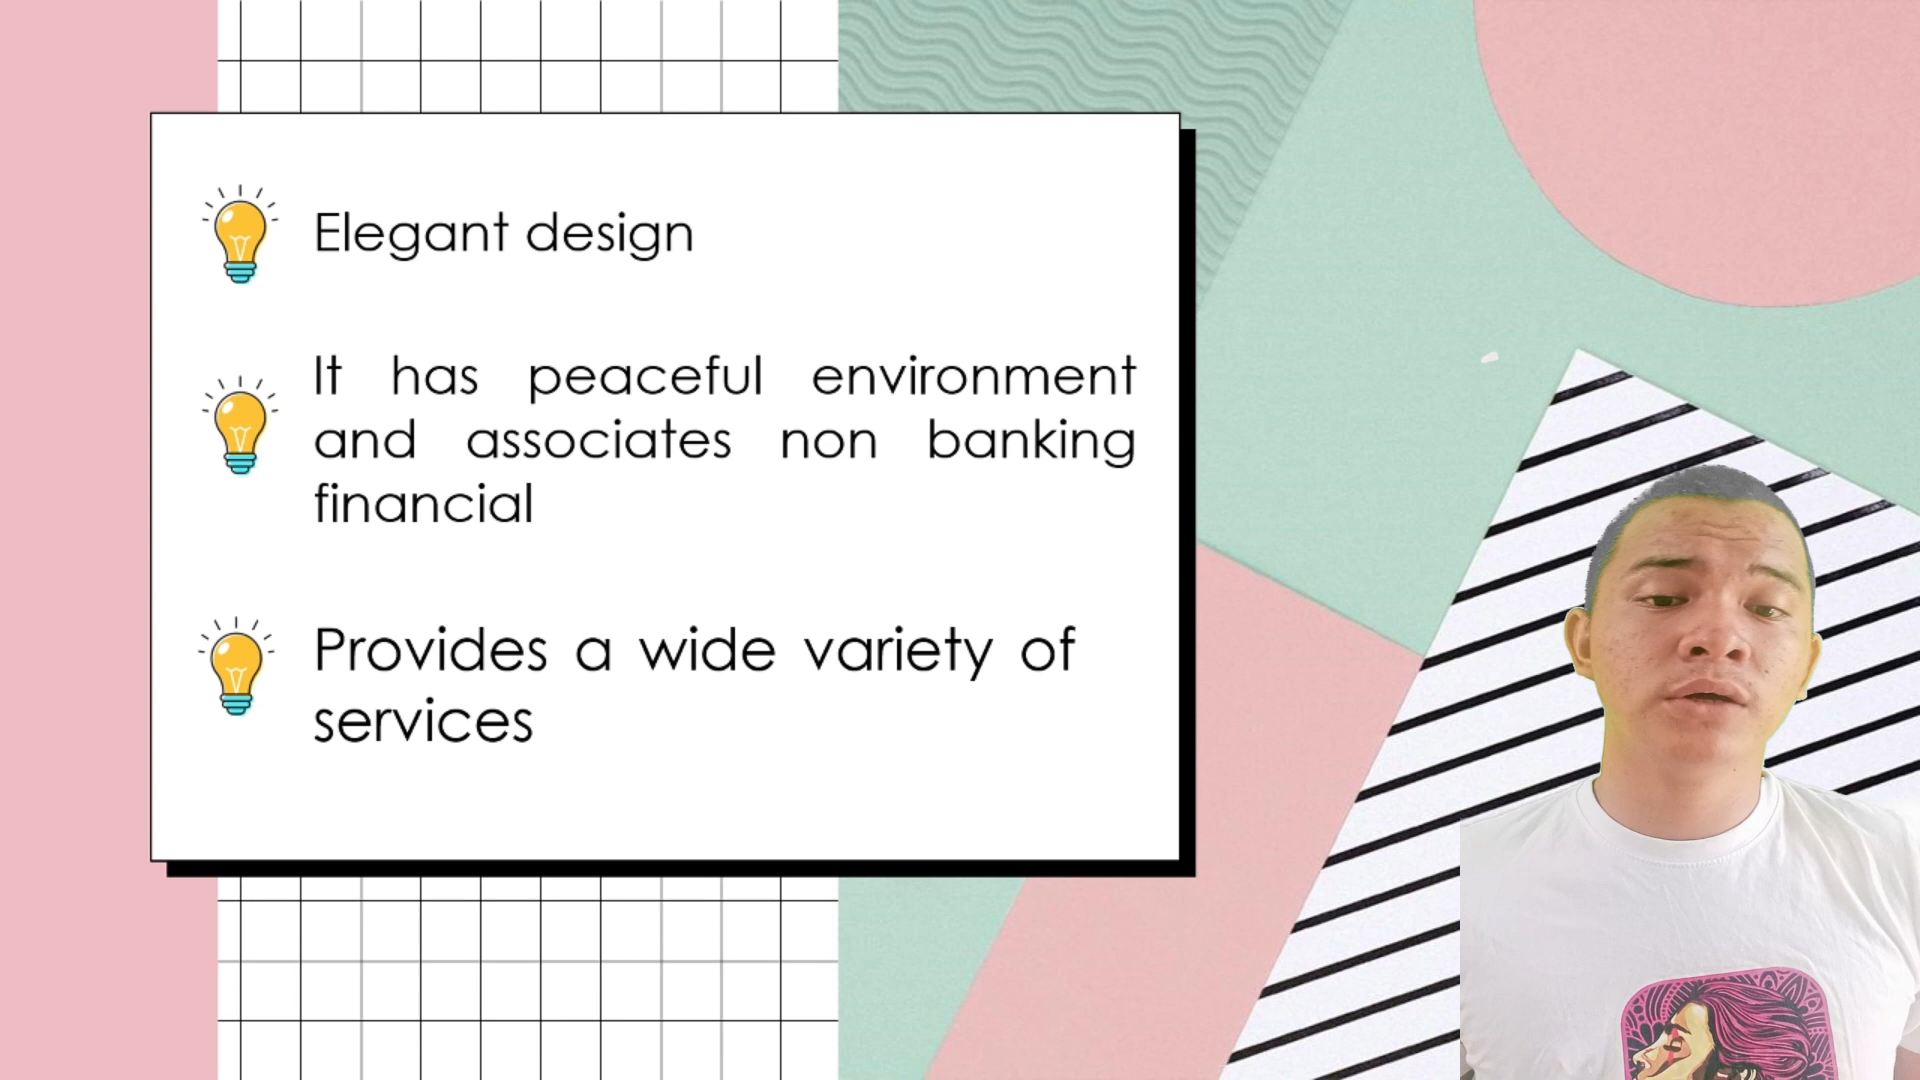 Elegant design
It has peaceful environment
and associates non banking
financial
Provides a wide variety of
services